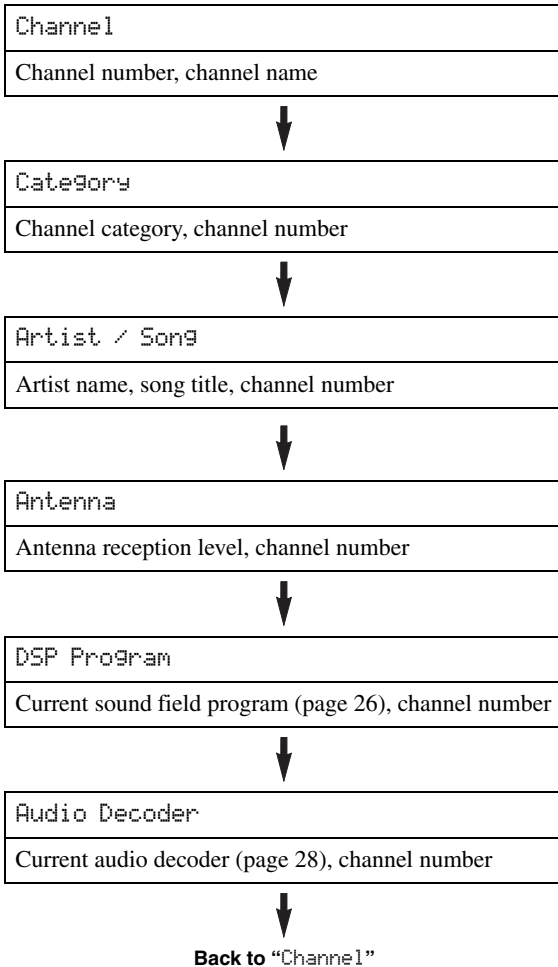 Channel
Channel number, channel name
Category
Channel category, channel number
Artist / Song
Artist name, song title, channel number
Antenna
Antenna reception level, channel number
DSP Program
Current sound field program (page 26), channel number
Audio Decoder
Current audio decoder (page 28), channel number
Back to “Channel”